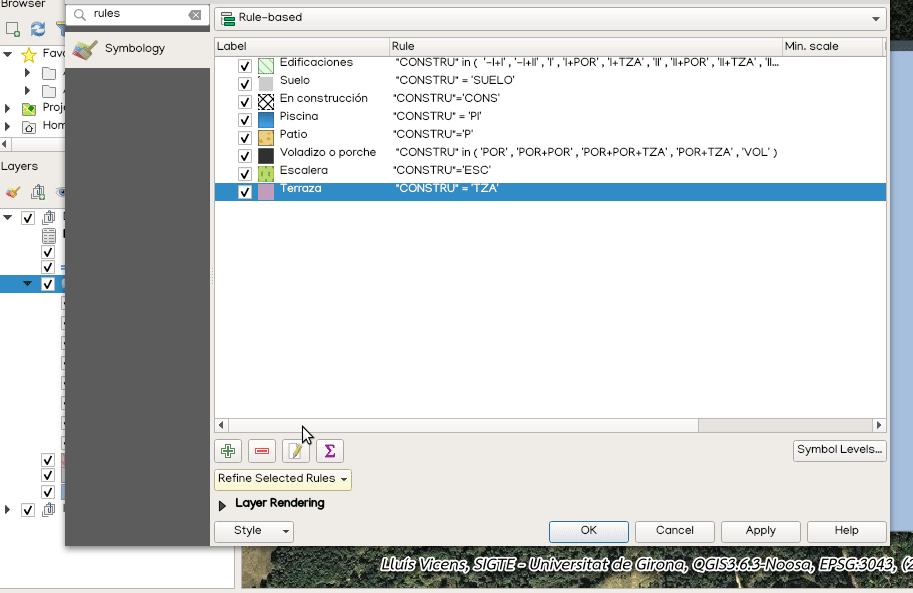 Browser
rules
Rule-based
Symbology
Label Rule Min. scale
Edificaciones "CONSTRU" in ( '-I+I' , '-I+II' , 'I' , 'I+POR' , 'I+TZA' , 'II' , 'II+POR' , 'II+TZA' , 'II...
Suelo "CONSTRU" = 'SUELO'
En construcción "CONSTRU"='CONS'
Piscina "CONSTRU" = 'PI'
Patio "CONSTRU"='P'
Voladizo o porche "CONSTRU" in ( 'POR' , 'POR+POR' , 'POR+POR+TZA' , 'POR+TZA' , 'VOL' )
Escalera "CONSTRU"='ESC'
Terraza "CONSTRU" = 'TZA'
Layers
Symbol Levels...
Refine Selected Rules
Layer Rendering
Style OK Cancel Apply Help
Lluís Vicens, SIGTE - Universitat de Girona, QGIS3.6.3-Noosa, EPSG:3043, (2